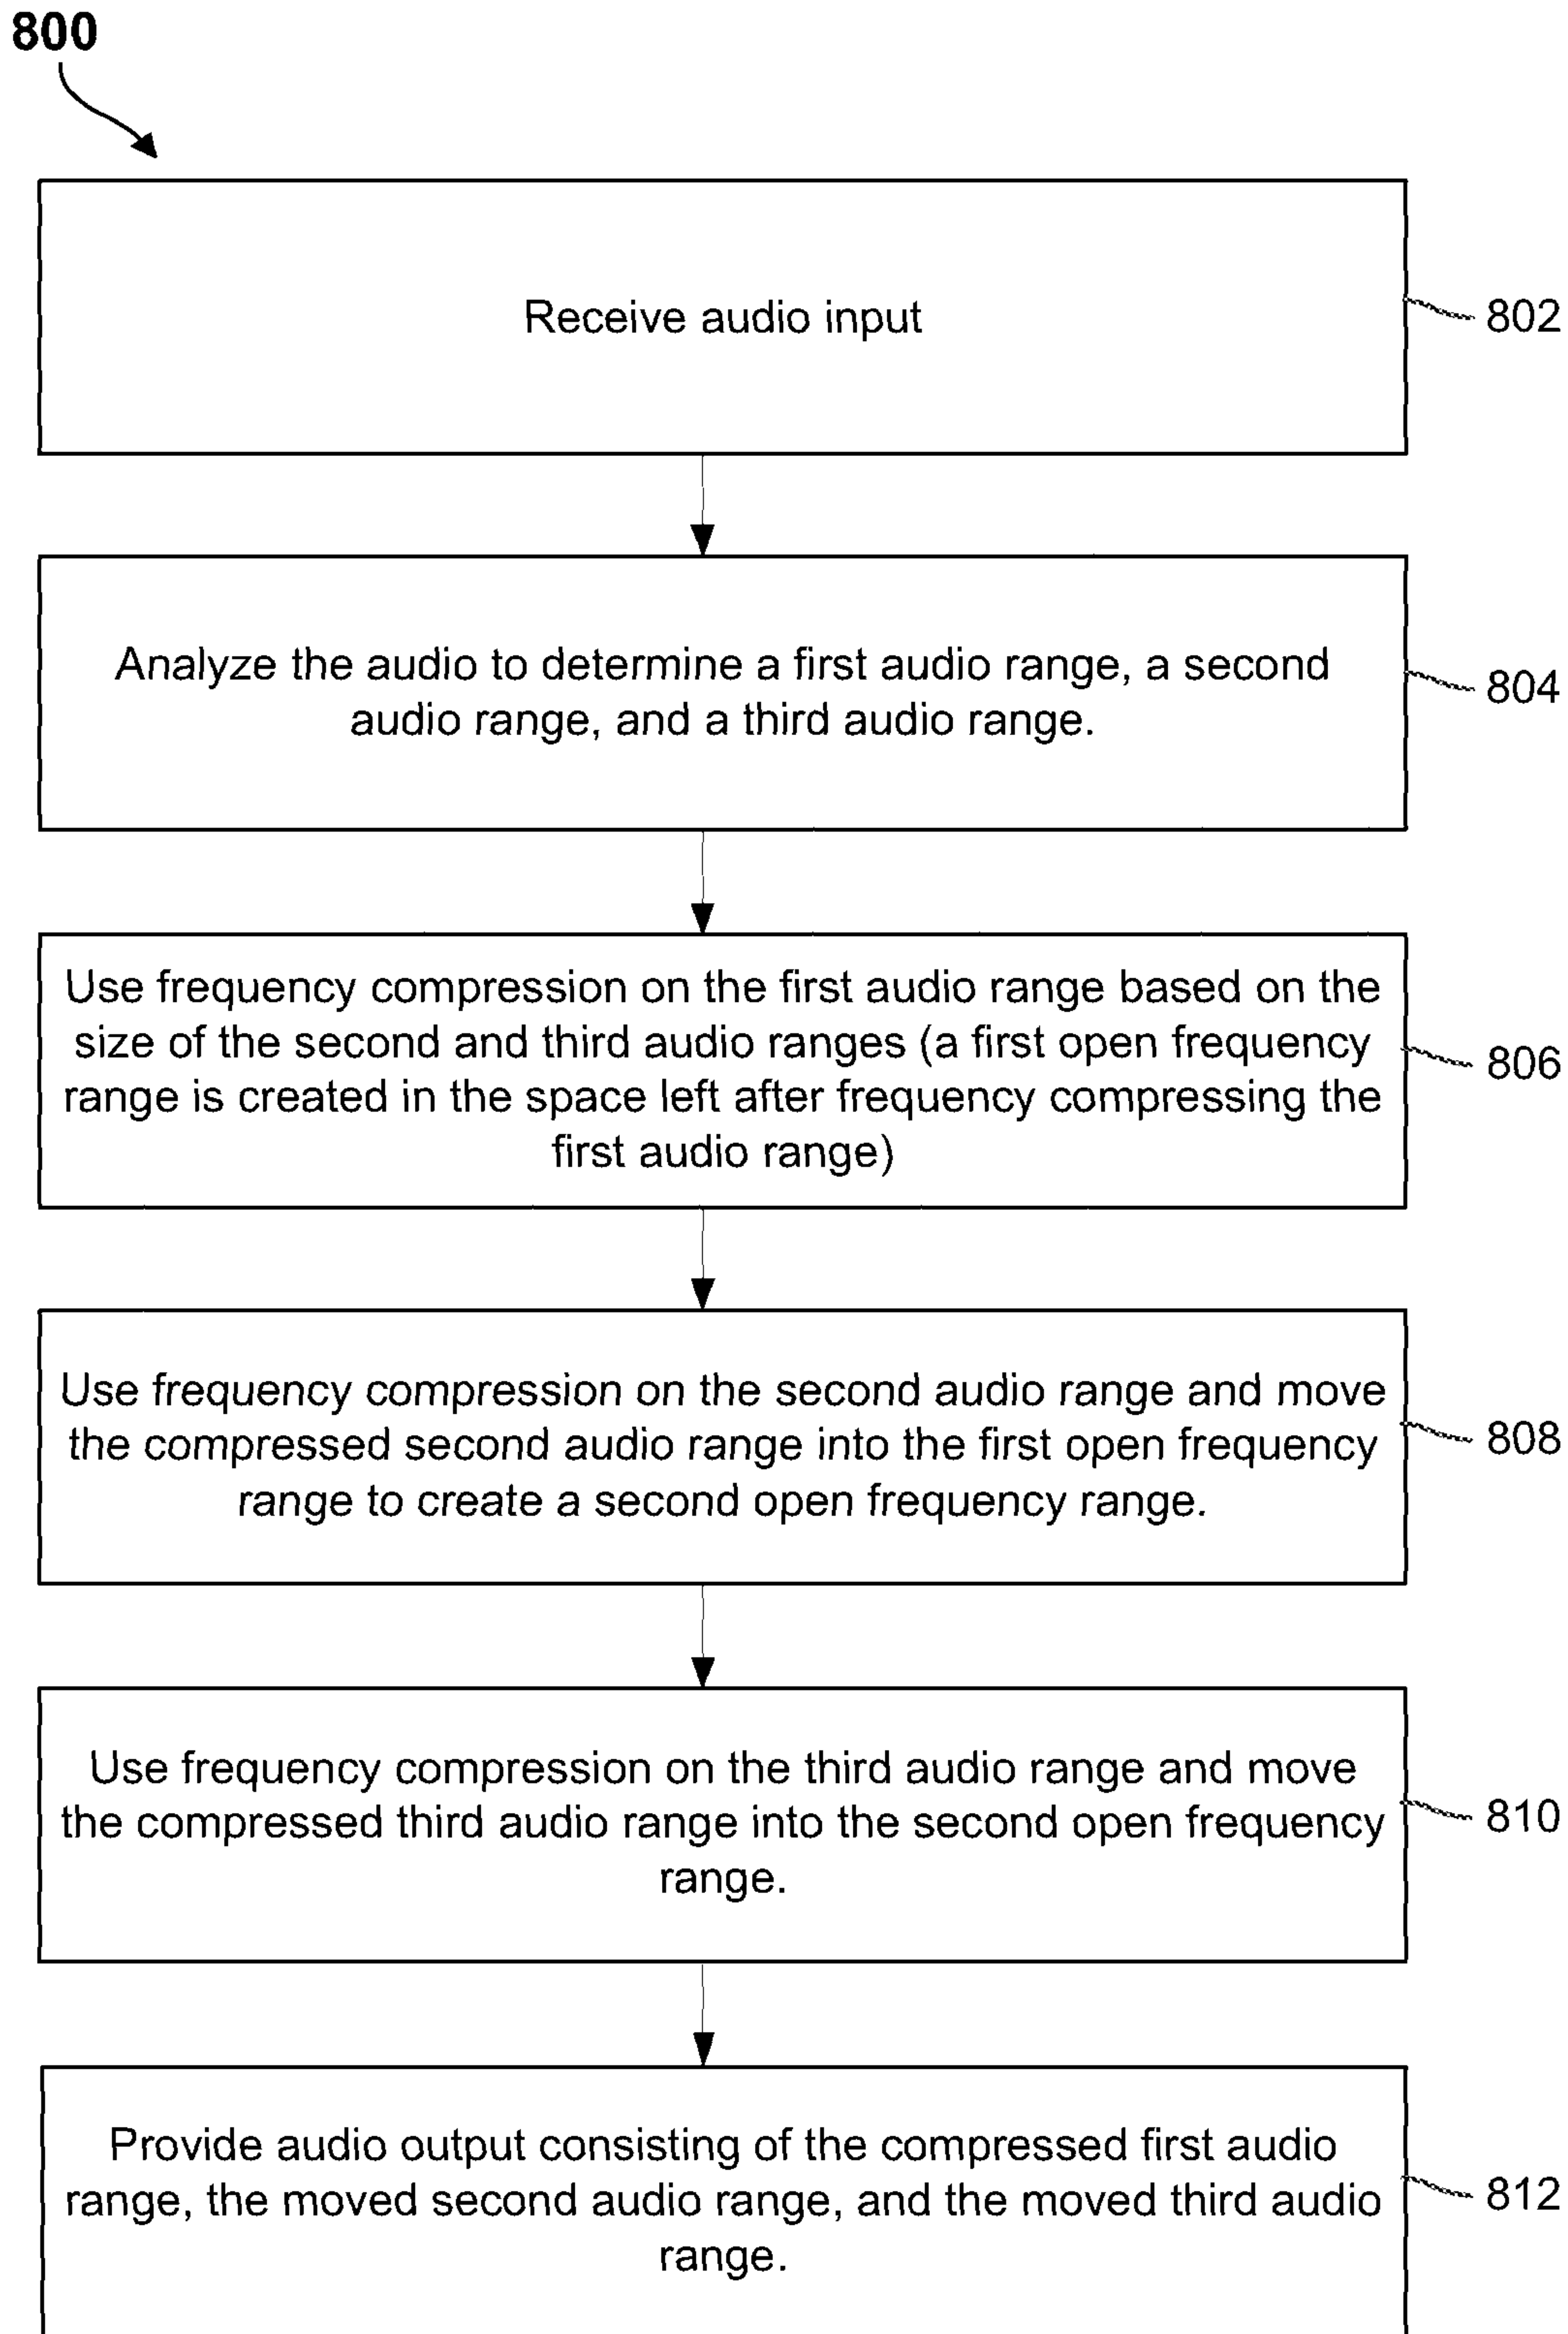 800
Receive audio input
802
Analyze the audio to determine a first audio range, a second
audio range, and a third audio range.
804
Use frequency compression on the first audio range based on the
size of the second and third audio ranges (a first open frequency
range is created in the space left after frequency compressing the
first audio range)
806
Use frequency compression on the second audio range and move
the compressed second audio range into the first open frequency
range to create a second open frequency range.
808
Use frequency compression on the third audio range and move
the compressed third audio range into the second open frequency
range.
810
Provide audio output consisting of the compressed first audio
range, the moved second audio range, and the moved third audio
range.
812